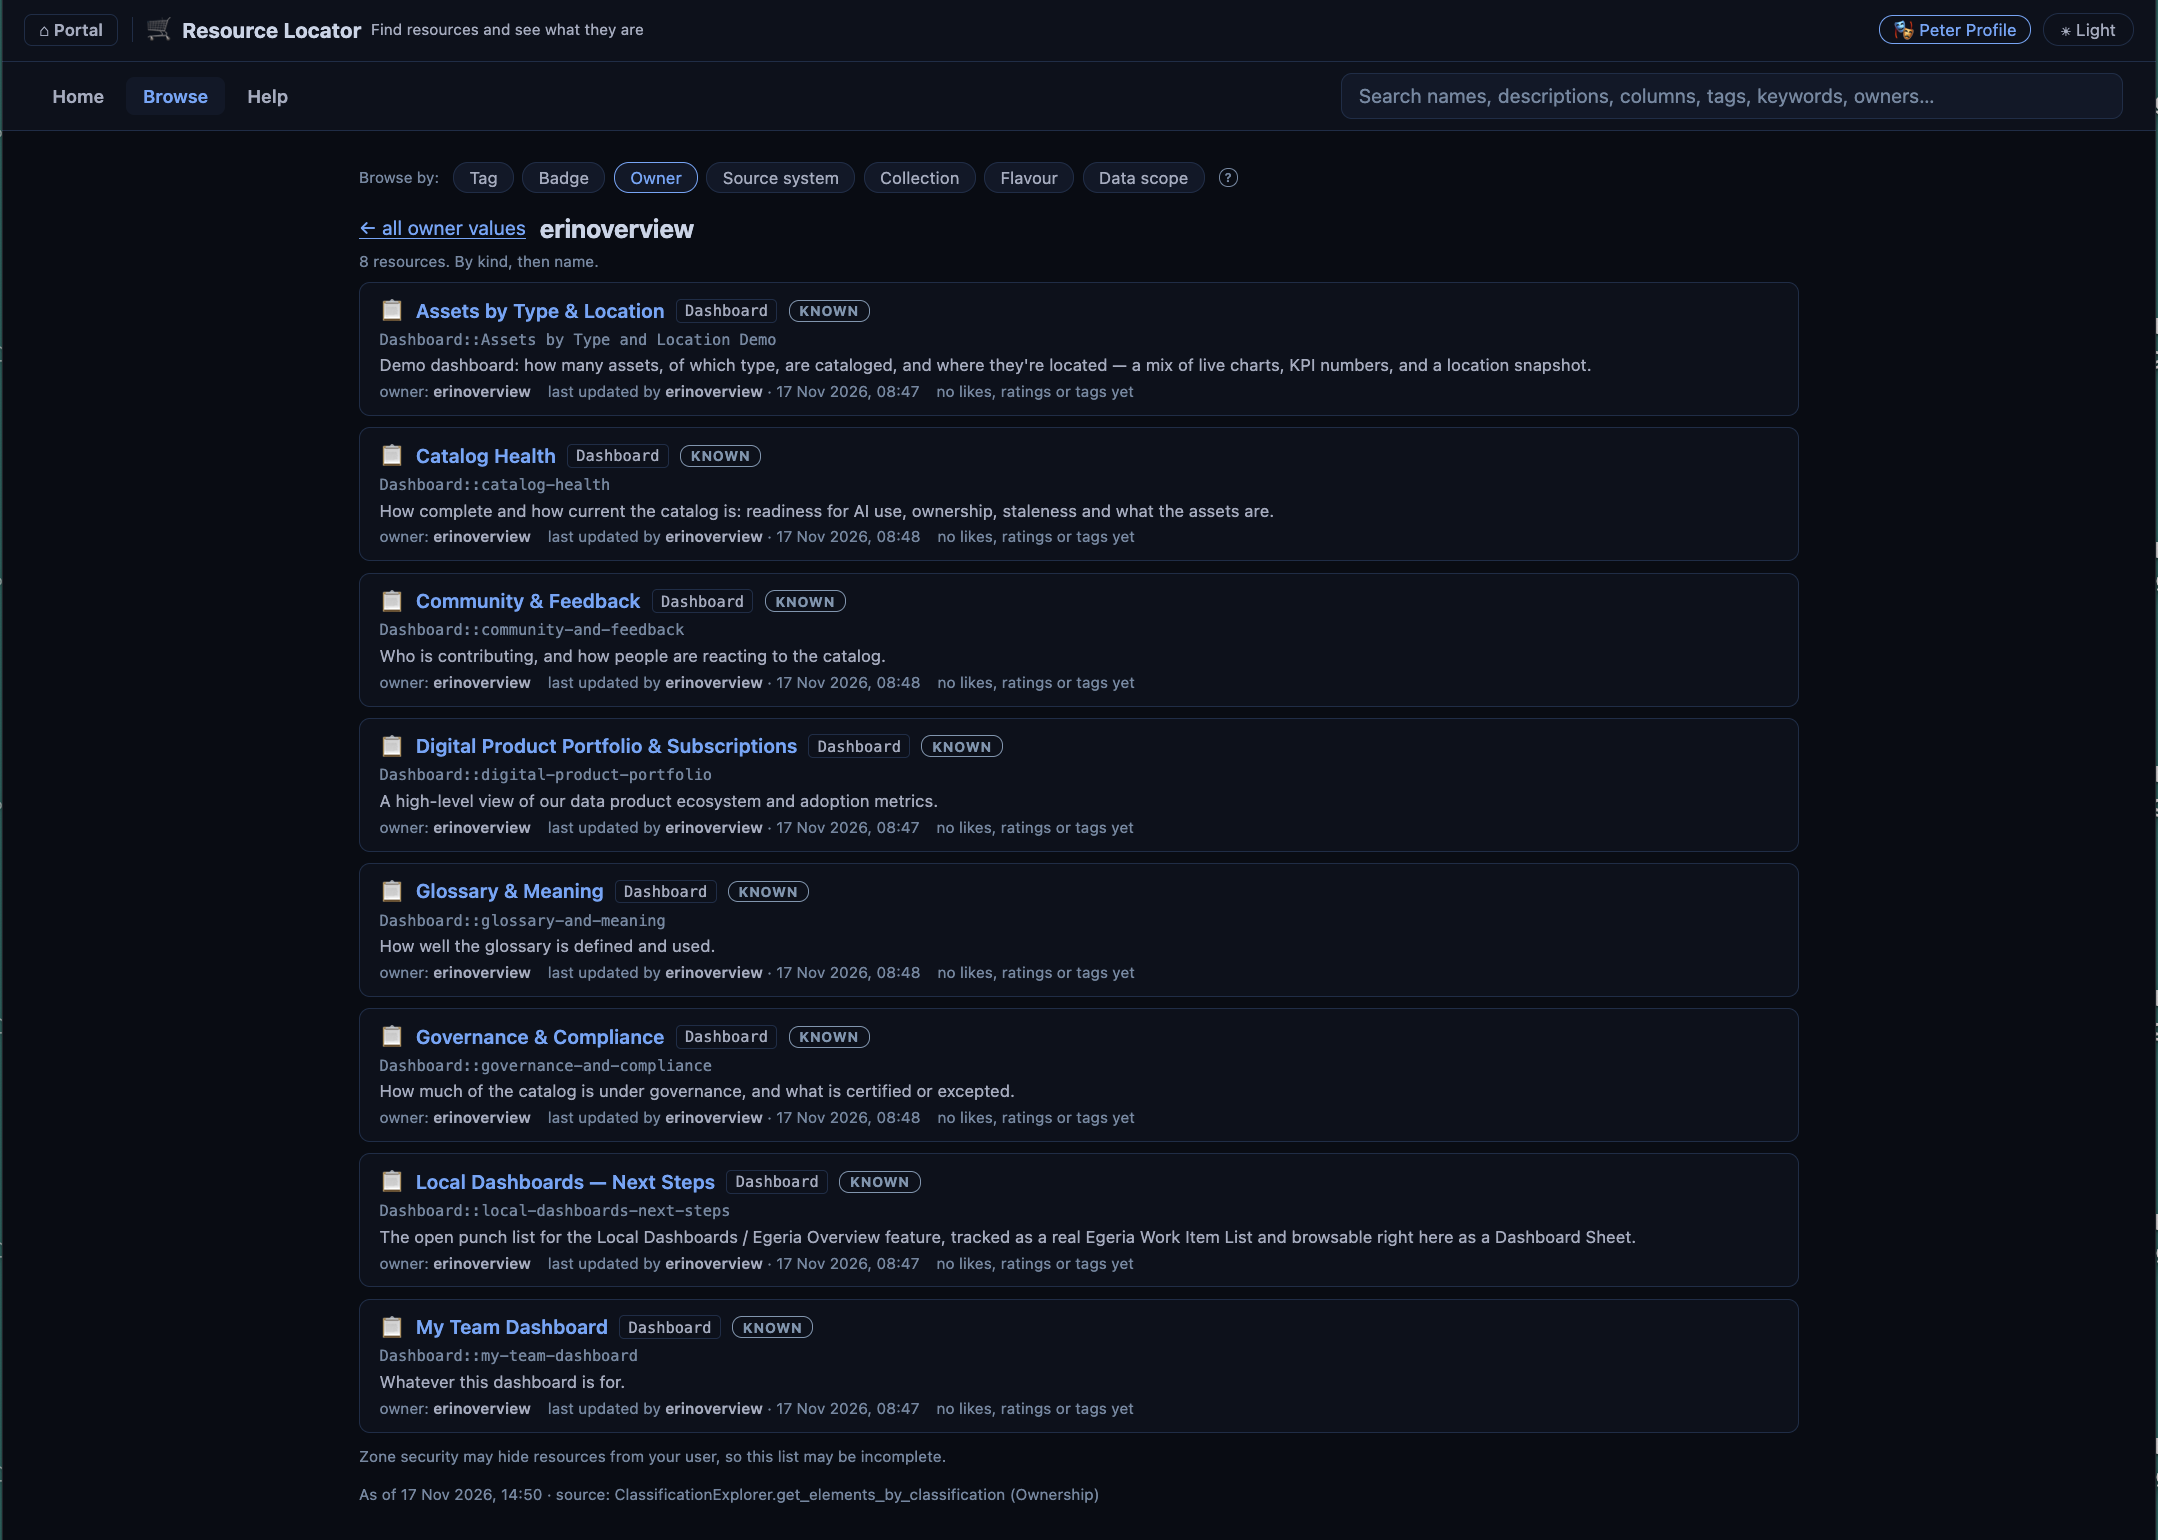 ⌂ Portal
Resource Locator Find resources and see what they are
Peter Profile
☀ Light
Home Browse Help
Search names, descriptions, columns, tags, keywords, owners...
Browse by: Tag Badge Owner Source system Collection Flavour Data scope ?
← all owner values erinoverview
8 resources. By kind, then name.
Assets by Type & Location Dashboard KNOWN
Dashboard::Assets by Type and Location Demo
Demo dashboard: how many assets, of which type, are cataloged, and where they're located — a mix of live charts, KPI numbers, and a location snapshot.
owner: erinoverview last updated by erinoverview · 17 Nov 2026, 08:47 no likes, ratings or tags yet
Catalog Health Dashboard KNOWN
Dashboard::catalog-health
How complete and how current the catalog is: readiness for AI use, ownership, staleness and what the assets are.
owner: erinoverview last updated by erinoverview · 17 Nov 2026, 08:48 no likes, ratings or tags yet
Community & Feedback Dashboard KNOWN
Dashboard::community-and-feedback
Who is contributing, and how people are reacting to the catalog.
owner: erinoverview last updated by erinoverview · 17 Nov 2026, 08:48 no likes, ratings or tags yet
Digital Product Portfolio & Subscriptions Dashboard KNOWN
Dashboard::digital-product-portfolio
A high-level view of our data product ecosystem and adoption metrics.
owner: erinoverview last updated by erinoverview · 17 Nov 2026, 08:47 no likes, ratings or tags yet
Glossary & Meaning Dashboard KNOWN
Dashboard::glossary-and-meaning
How well the glossary is defined and used.
owner: erinoverview last updated by erinoverview · 17 Nov 2026, 08:48 no likes, ratings or tags yet
Governance & Compliance Dashboard KNOWN
Dashboard::governance-and-compliance
How much of the catalog is under governance, and what is certified or excepted.
owner: erinoverview last updated by erinoverview · 17 Nov 2026, 08:48 no likes, ratings or tags yet
Local Dashboards — Next Steps Dashboard KNOWN
Dashboard::local-dashboards-next-steps
The open punch list for the Local Dashboards / Egeria Overview feature, tracked as a real Egeria Work Item List and browsable right here as a Dashboard Sheet.
owner: erinoverview last updated by erinoverview · 17 Nov 2026, 08:47 no likes, ratings or tags yet
My Team Dashboard Dashboard KNOWN
Dashboard::my-team-dashboard
Whatever this dashboard is for.
owner: erinoverview last updated by erinoverview · 17 Nov 2026, 08:47 no likes, ratings or tags yet
Zone security may hide resources from your user, so this list may be incomplete.
As of 17 Nov 2026, 14:50 · source: ClassificationExplorer.get_elements_by_classification (Ownership)